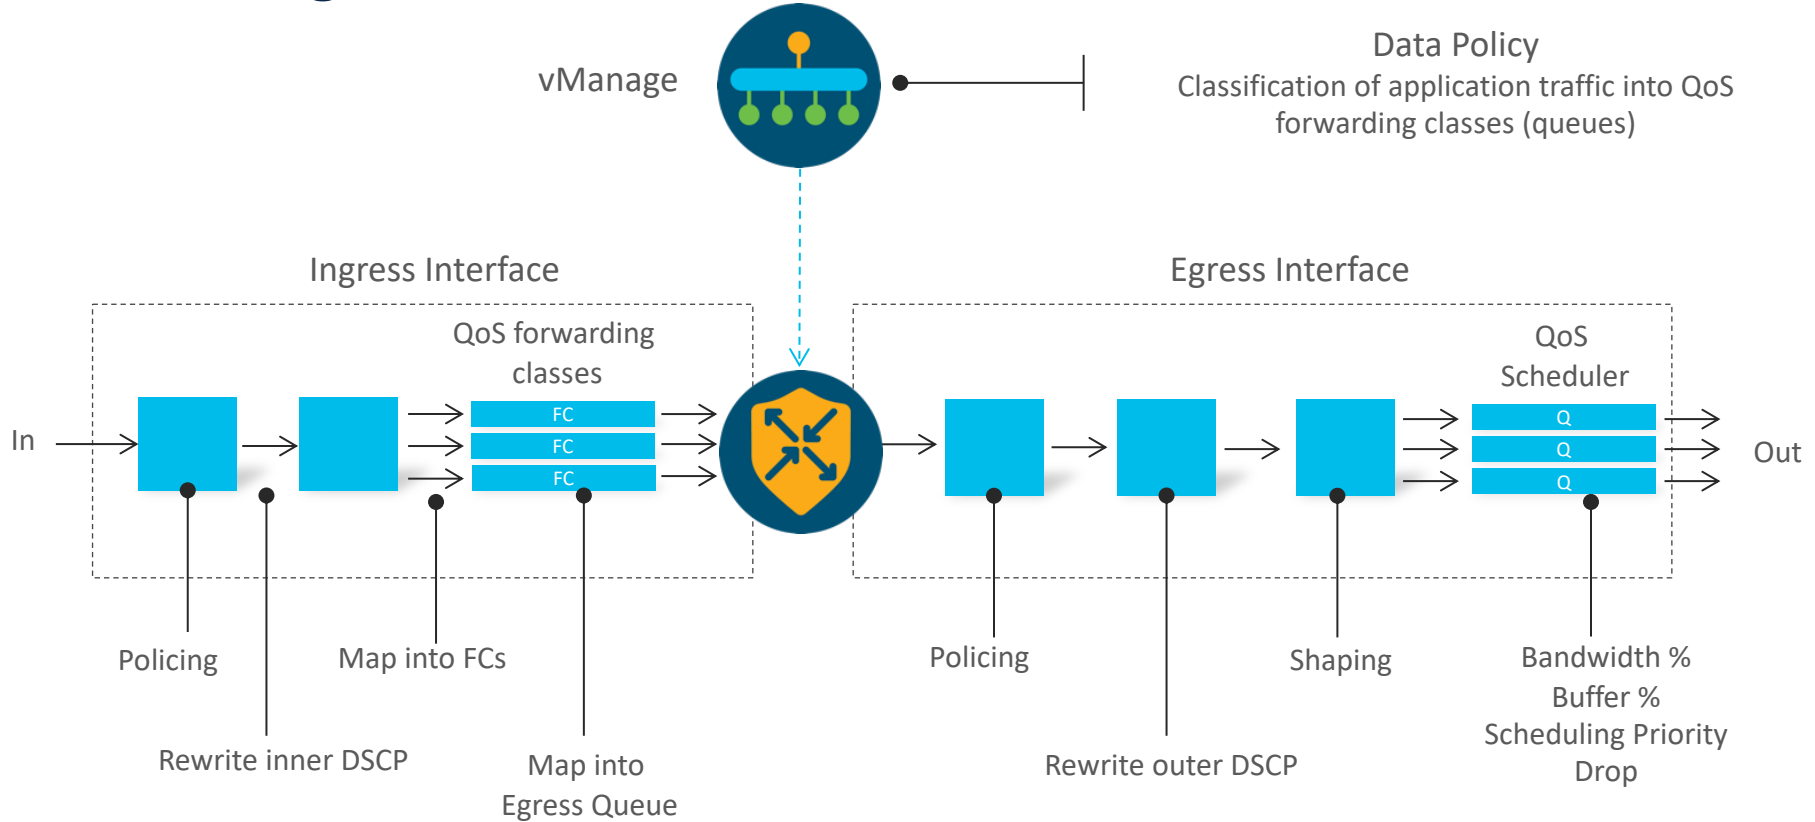 vManage
Data Policy
Classification of application traffic into QoS
forwarding classes (queues)
Ingress Interface
Egress Interface
QoS forwarding
classes
QoS
Scheduler
In
FC
FC
FC
Q
Q
Q
Out
Policing
Map into FCs
Rewrite inner DSCP
Map into
Egress Queue
Policing
Shaping
Rewrite outer DSCP
Bandwidth %
Buffer %
Scheduling Priority
Drop